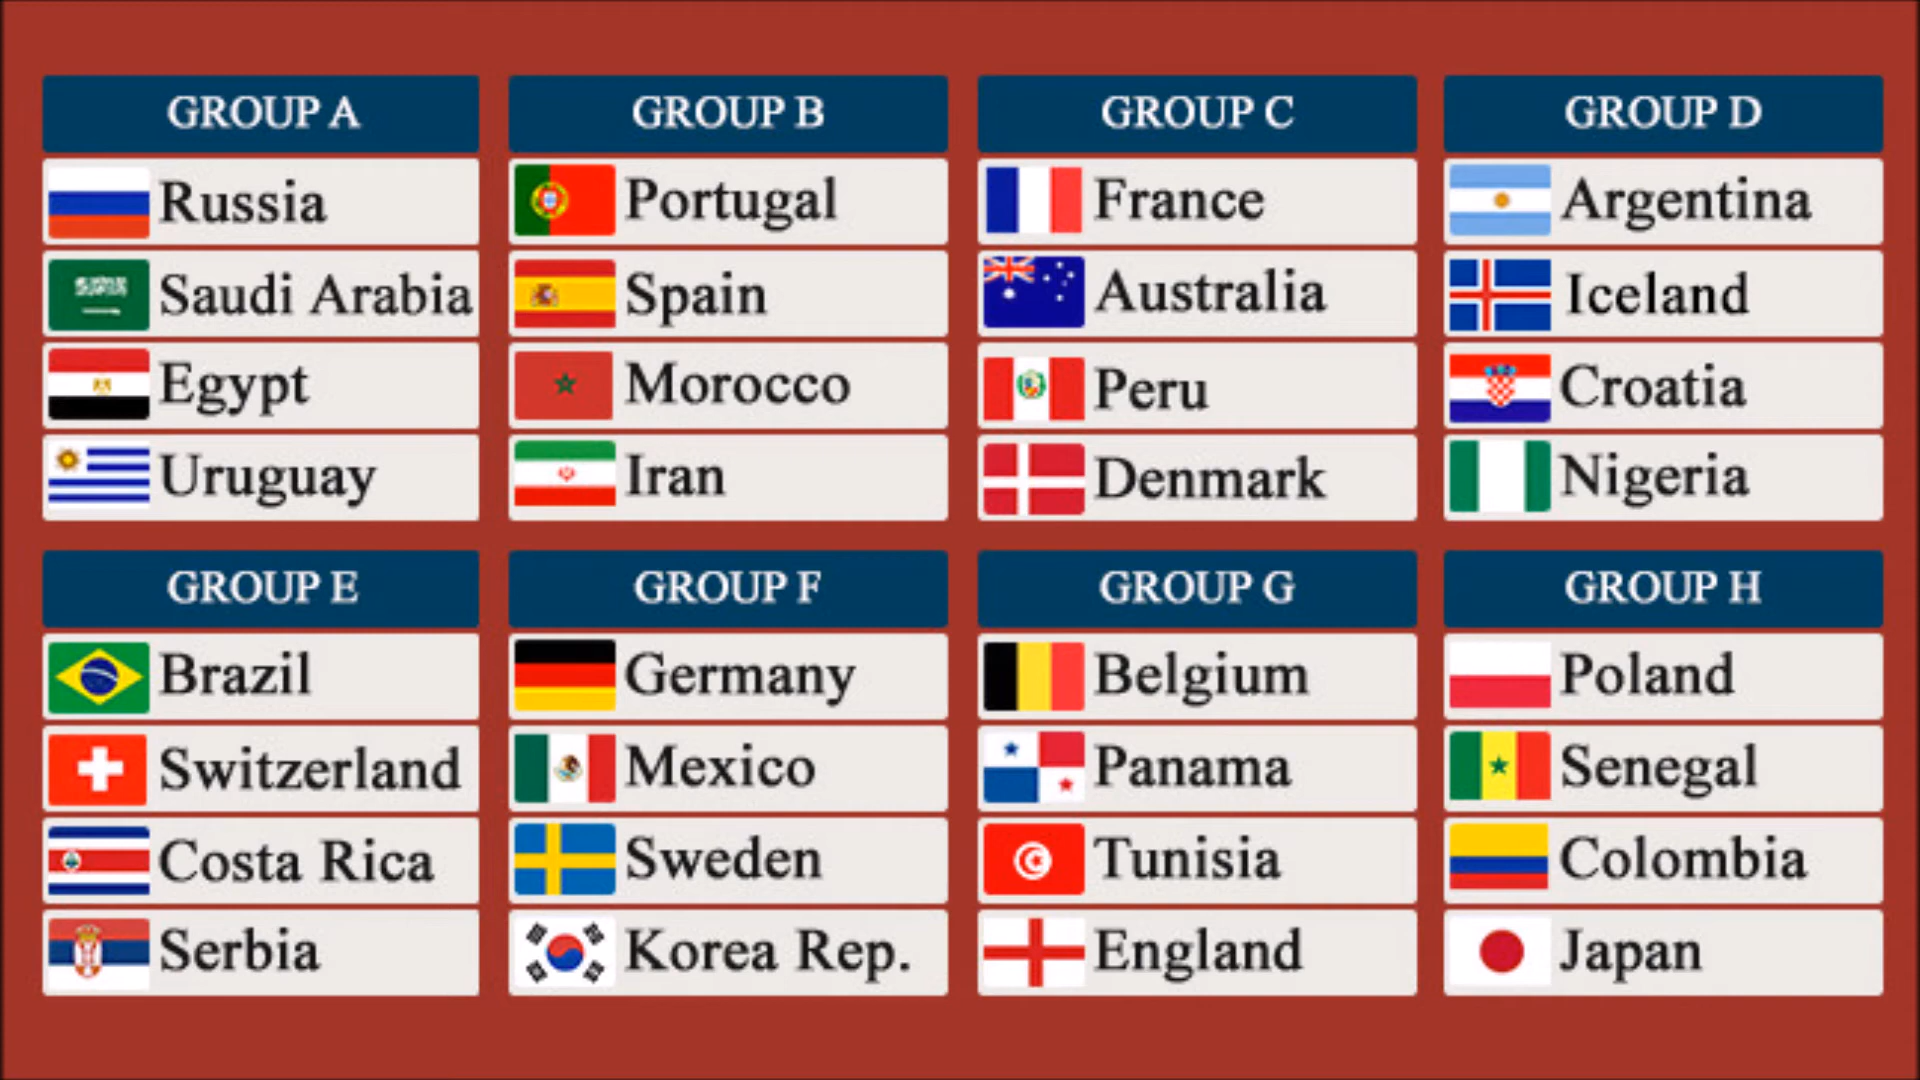 GROUP A
Russia
Saudi Arabia
Egypt
Uruguay
GROUP B
Portugal
Spain
Morocco
Iran
GROUP C
France
Australia
Peru
Denmark
GROUP D
Argentina
Iceland
Croatia
Nigeria
GROUP E
Brazil
Switzerland
Costa Rica
Serbia
GROUP F
Germany
Mexico
Sweden
Korea Rep.
GROUP G
Belgium
Panama
Tunisia
England
GROUP H
Poland
Senegal
Colombia
Japan